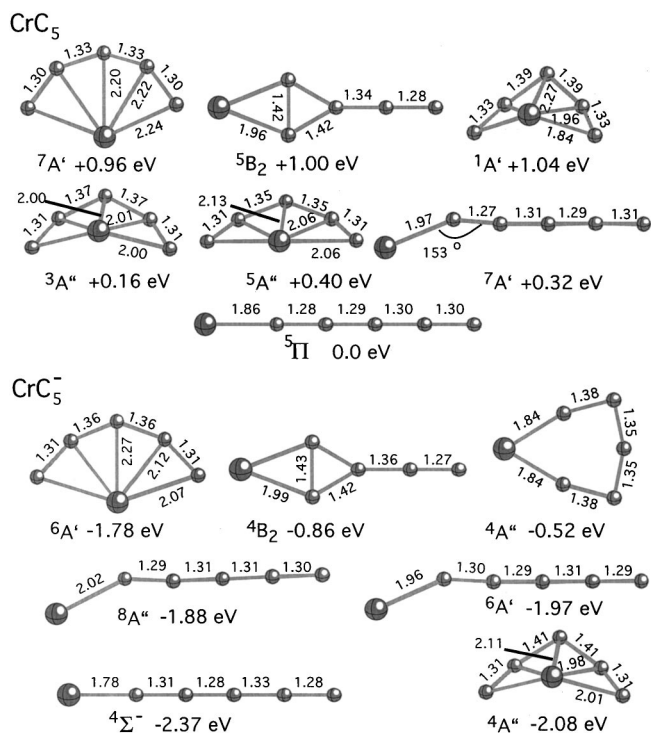 CrC₅
1.30 1.33 1.33 1.30 2.20 2.22 2.24
⁷A‘ +0.96 eV
1.42 1.96 1.42 1.34 1.28
⁵B₂ +1.00 eV
1.33 1.39 1.39 1.33 2.27 1.96 1.84
¹A‘ +1.04 eV
2.00 1.31 1.37 1.37 1.31 2.01 2.00
³A“ +0.16 eV
2.13 1.31 1.35 1.35 1.31 2.06 2.06
⁵A“ +0.40 eV
1.97 1.27 1.31 1.29 1.31
153 °
⁷A‘ +0.32 eV
1.86 1.28 1.29 1.30 1.30
⁵Π 0.0 eV
CrC₅⁻
1.31 1.36 1.36 1.31 2.27 2.12 2.07
⁶A‘ -1.78 eV
1.43 1.99 1.42 1.36 1.27
⁴B₂ -0.86 eV
1.84 1.38 1.35 1.35 1.84 1.38
⁴A“ -0.52 eV
2.02 1.29 1.31 1.31 1.30
⁸A“ -1.88 eV
1.96 1.30 1.29 1.31 1.29
⁶A‘ -1.97 eV
1.78 1.31 1.28 1.33 1.28
⁴Σ⁻ -2.37 eV
2.11 1.31 1.41 1.41 1.31 1.98 2.01
⁴A“ -2.08 eV